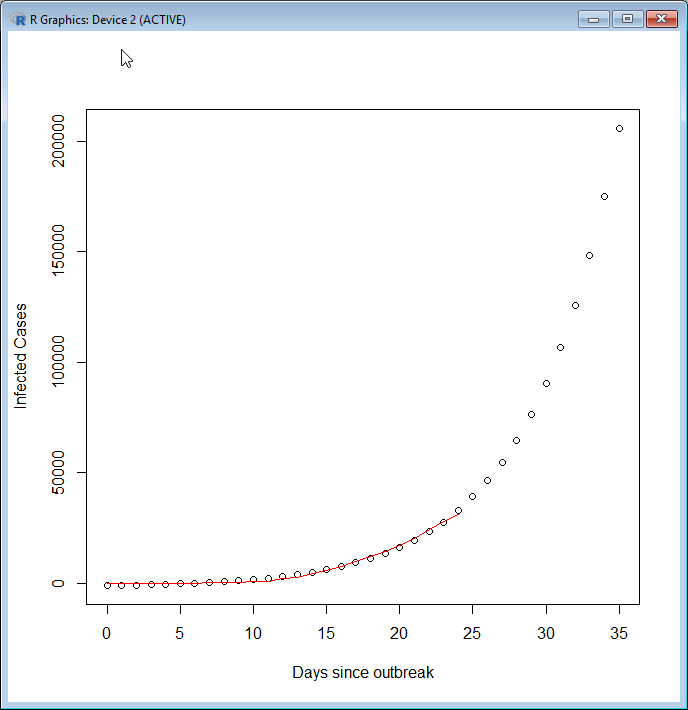 R Graphics: Device 2 (ACTIVE)
200000
150000
100000
50000
0
Infected Cases
0 5 10 15 20 25 30 35
Days since outbreak